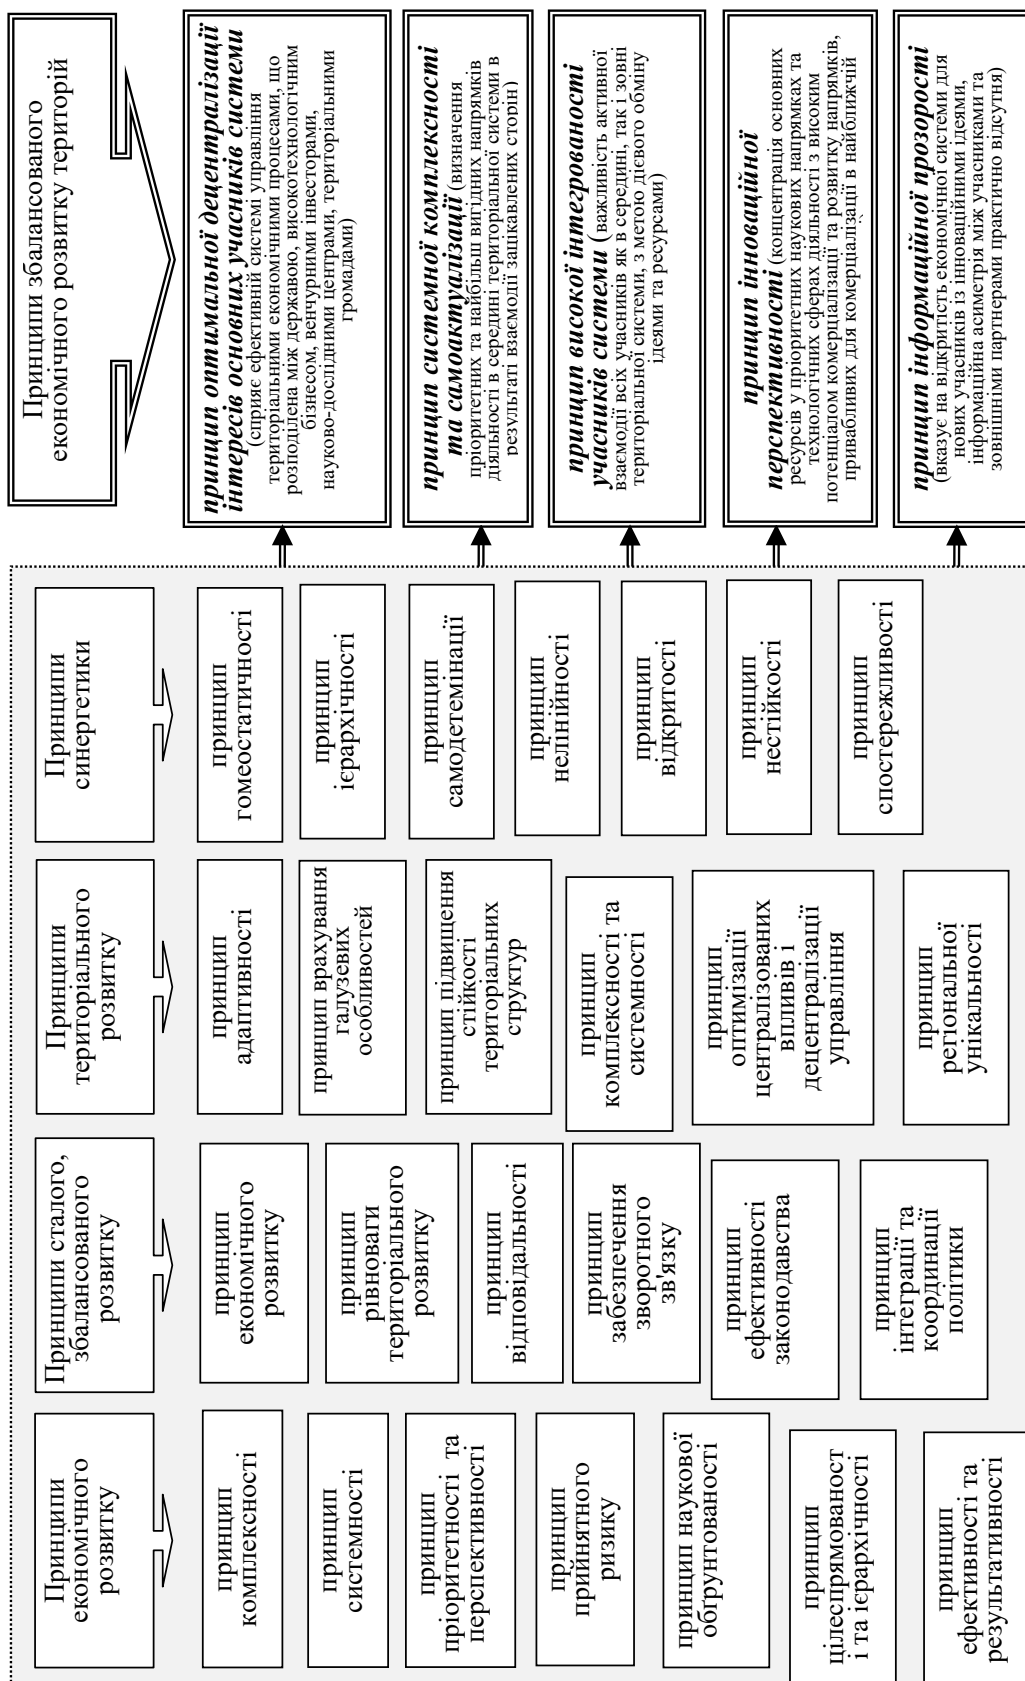 Принципи
економічного
розвитку
принцип
комплексності
принцип
системності
принцип
пріоритетності та
перспективності
принцип
прийнятного
ризику
принцип наукової
обґрунтованості
принцип
цілеспрямованост
і та ієрархічності
принцип
ефективності та
результативності
Принципи сталого,
збалансованого
розвитку
принцип
економічного
розвитку
принцип
рівноваги
територіального
розвитку
принцип
відповідальності
принцип
забезпечення
зворотного
зв'язку
принцип
ефективності
законодавства
принцип
інтеграції та
координації
політики
Принципи
територіального
розвитку
принцип
адаптивності
принцип врахування
галузевих
особливостей
принцип підвищення
стійкості
територіальних
структур
принцип
комплексності та
системності
принцип
оптимізації
централізованих
впливів і
децентралізації
управління
принцип
регіональної
унікальності
Принципи
синергетики
принцип
гомеостатичності
принцип
ієрархічності
принцип
самодетемінації
принцип
нелінійності
принцип
відкритості
принцип
нестійкості
принцип
спостережливості
Принципи збалансованого
економічного розвитку територій
принцип оптимальної децентралізації
інтересів основних учасників системи
(сприяє ефективній системі управління
територіальними економічними процесами, що
розподілена між державою, високотехнологічним
бізнесом, венчурними інвесторами,
науково-дослідними центрами, територіальними
громадами)
принцип системної комплексності
та самоактуалізації (визначення
пріоритетних та найбільш вигідних напрямків
діяльності в середині територіальної системи в
результаті взаємодії зацікавлених сторін)
принцип високої інтегрованості
учасників системи (важливість активної
взаємодії всіх учасників як в середині, так і зовні
територіальної системи, з метою дієвого обміну
ідеями та ресурсами)
принцип інноваційної
перспективності (концентрація основних
ресурсів у пріоритетних наукових напрямках та
технологічних сферах діяльності з високим
потенціалом комерціалізації та розвитку напрямків,
привабливих для комерціалізації в найближчій
принцип інформаційної прозорості
(вказує на відкритість економічної системи для
нових учасників із інноваційними ідеями,
інформаційна асиметрія між учасниками та
зовнішніми партнерами практично відсутня)